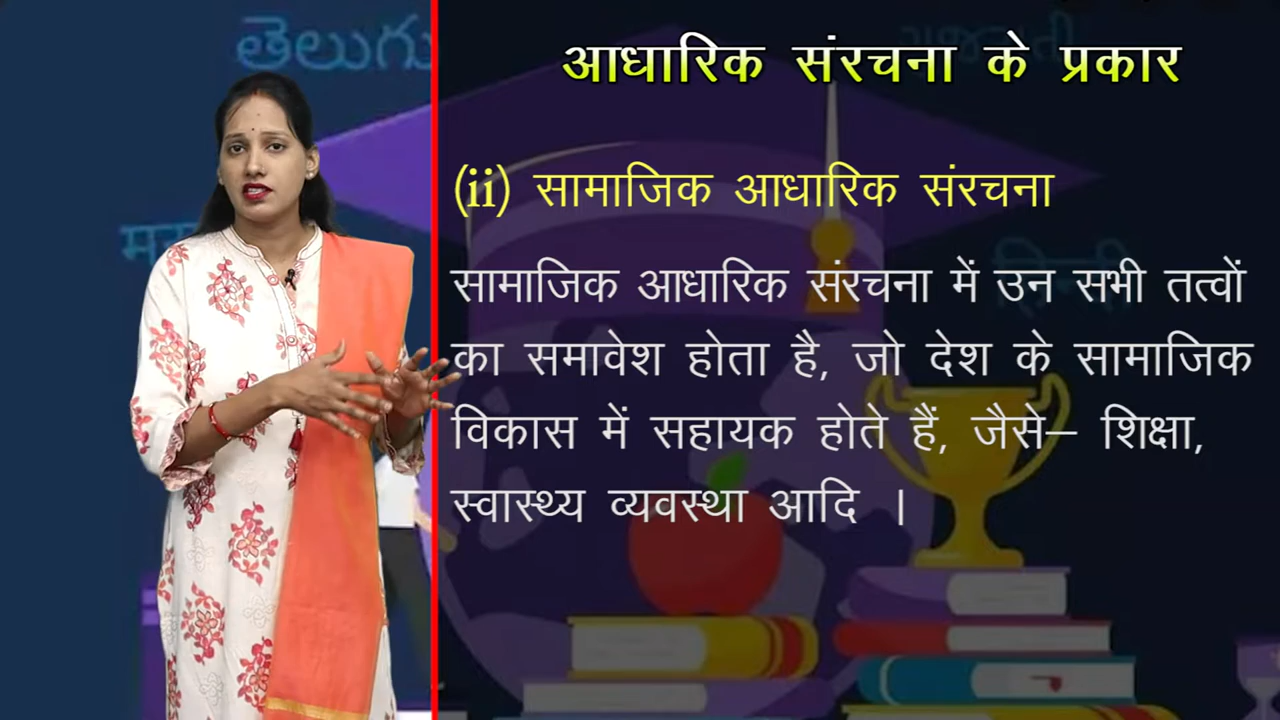 తెలుగు
आधारिक संरचना के प्रकार
(ii) सामाजिक आधारिक संरचना
सामाजिक आधारिक संरचना में उन सभी तत्वों
का समावेश होता है, जो देश के सामाजिक
विकास में सहायक होते हैं, जैसे– शिक्षा,
स्वास्थ्य व्यवस्था आदि ।